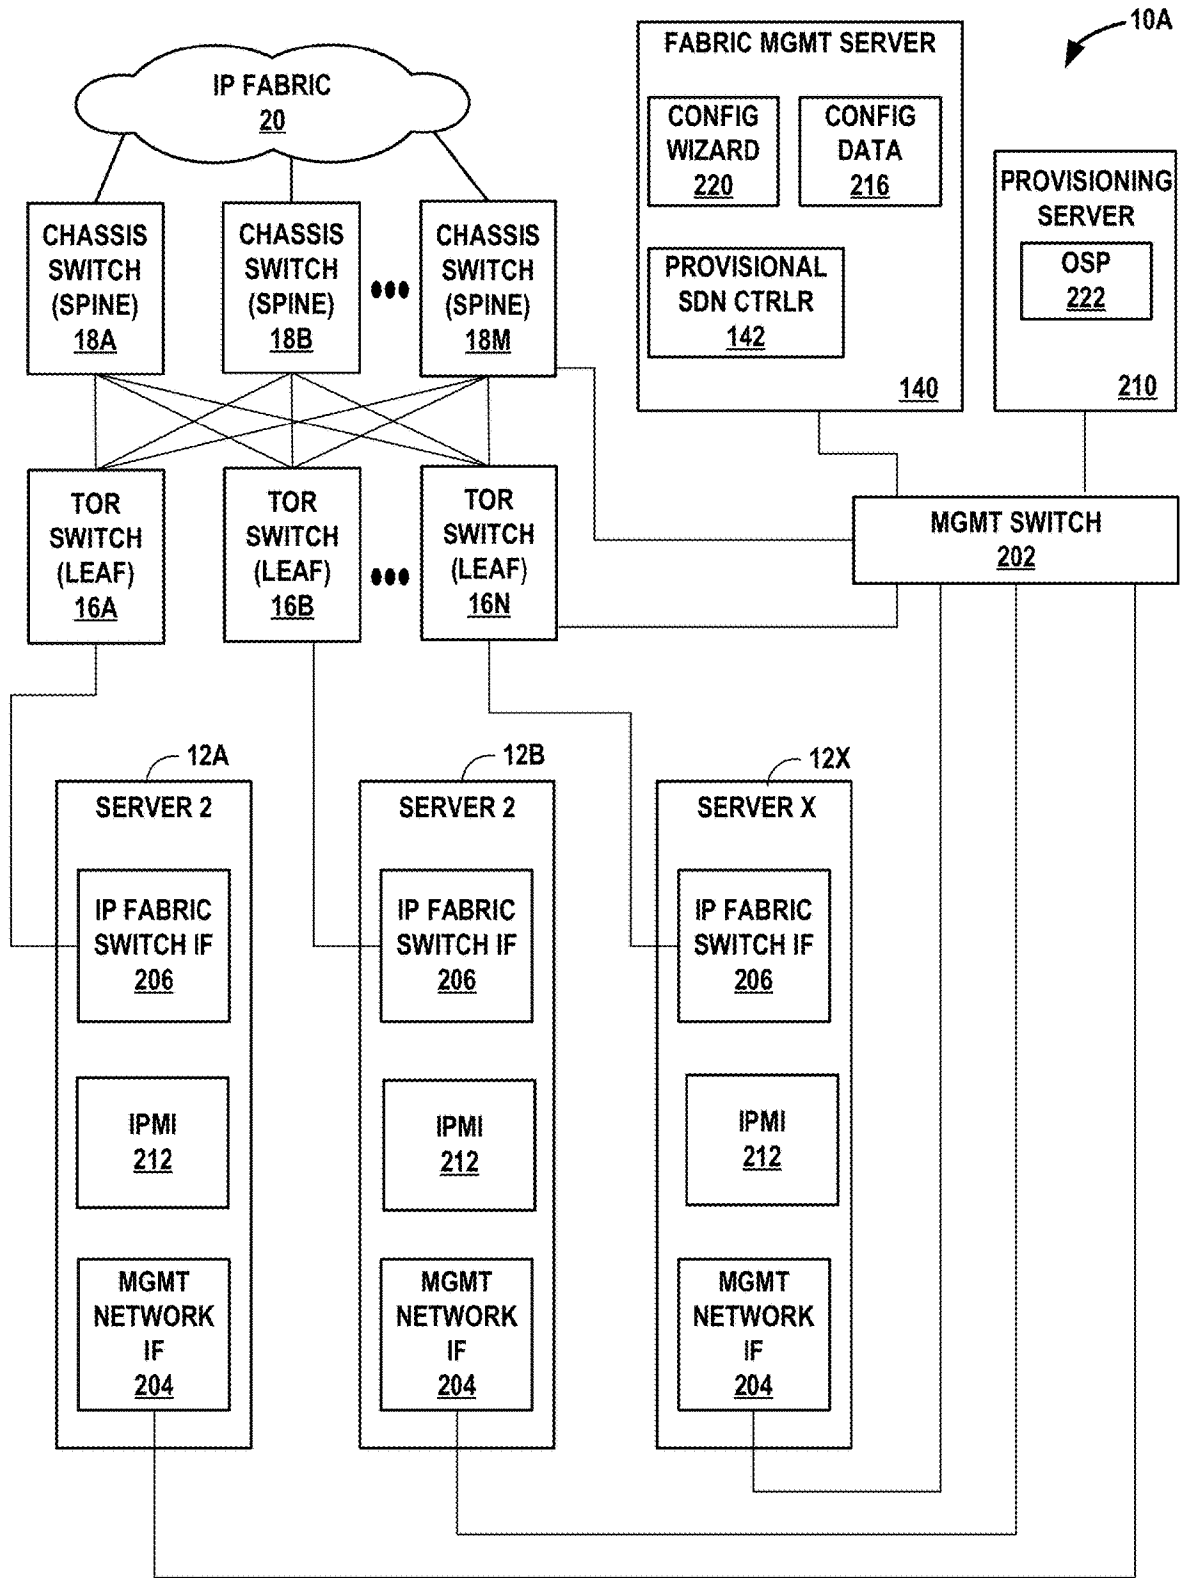 10A
IP FABRIC
20
FABRIC MGMT SERVER
CONFIG
WIZARD
220
CONFIG
DATA
216
PROVISIONAL
SDN CTRLR
142
140
PROVISIONING
SERVER
OSP
222
210
CHASSIS
SWITCH
(SPINE)
18A
CHASSIS
SWITCH
(SPINE)
18B
CHASSIS
SWITCH
(SPINE)
18M
TOR
SWITCH
(LEAF)
16A
TOR
SWITCH
(LEAF)
16B
TOR
SWITCH
(LEAF)
16N
MGMT SWITCH
202
12A
SERVER 2
IP FABRIC
SWITCH IF
206
IPMI
212
MGMT
NETWORK
IF
204
12B
SERVER 2
IP FABRIC
SWITCH IF
206
IPMI
212
MGMT
NETWORK
IF
204
12X
SERVER X
IP FABRIC
SWITCH IF
206
IPMI
212
MGMT
NETWORK
IF
204